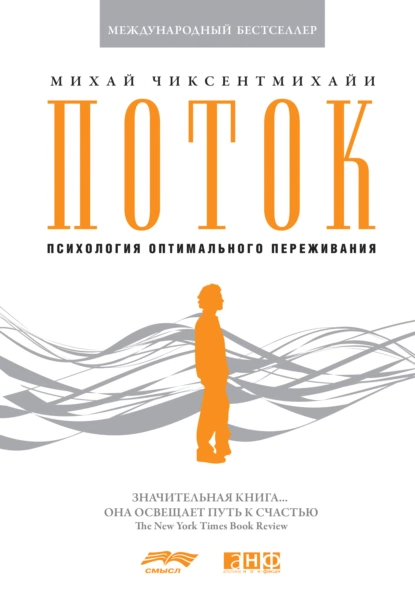 МЕЖДУНАРОДНЫЙ БЕСТСЕЛЛЕР
МИХАЙ ЧИКСЕНТМИХАЙИ
ПОТОК
ПСИХОЛОГИЯ ОПТИМАЛЬНОГО ПЕРЕЖИВАНИЯ
ЗНАЧИТЕЛЬНАЯ КНИГА...
ОНА ОСВЕЩАЕТ ПУТЬ К СЧАСТЬЮ
The New York Times Book Review
СМЫСЛ
АНФ